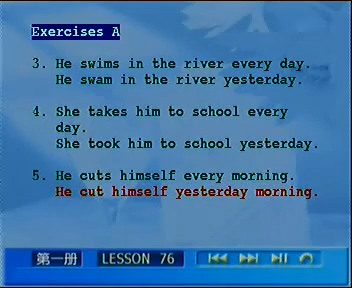 Exercises A
3. He swims in the river every day.
He swam in the river yesterday.
4. She takes him to school every
day.
She took him to school yesterday.
5. He cuts himself every morning.
He cut himself yesterday morning.
第一册 LESSON 76